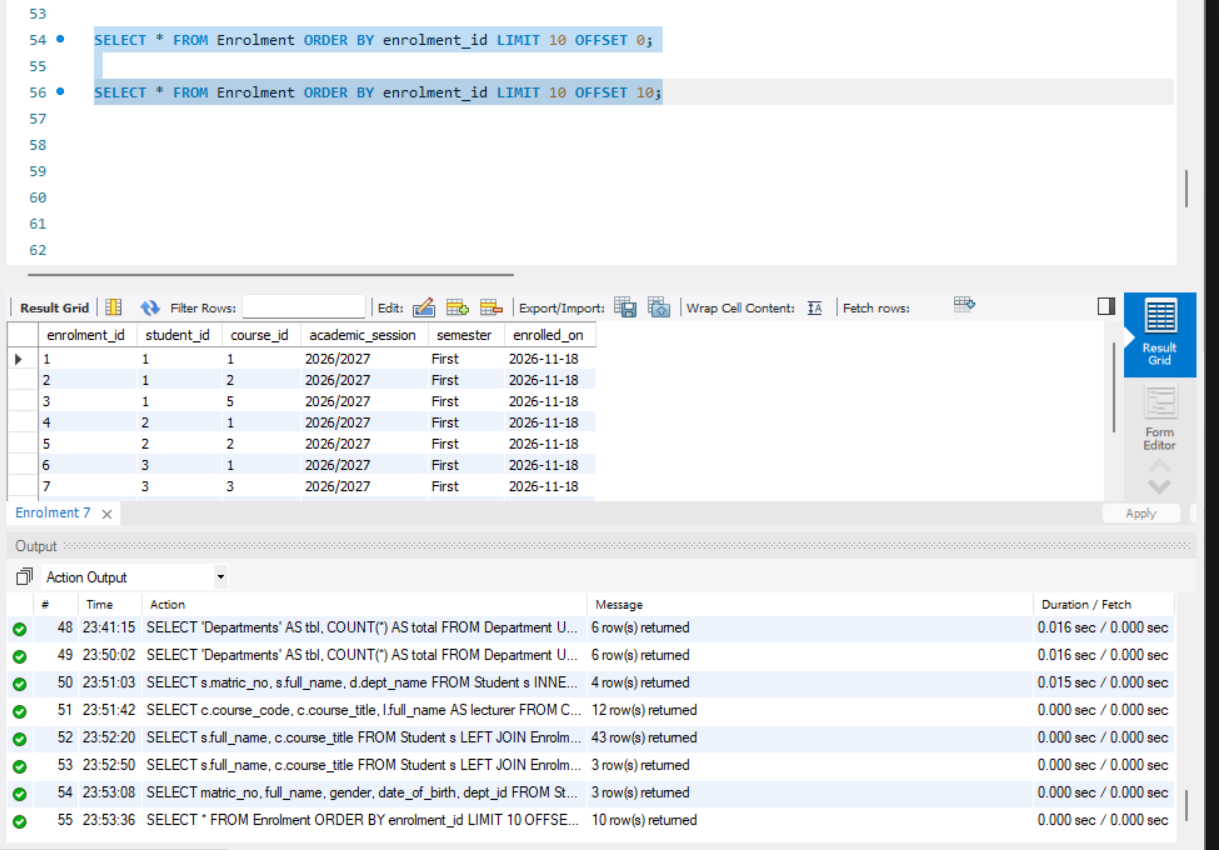 53
54 SELECT * FROM Enrolment ORDER BY enrolment_id LIMIT 10 OFFSET 0;
55
56 SELECT * FROM Enrolment ORDER BY enrolment_id LIMIT 10 OFFSET 10;
57
58
59
60
61
62
Result Grid Filter Rows: Edit: Export/Import: Wrap Cell Content: Fetch rows:
enrolment_id student_id course_id academic_session semester enrolled_on
1 1 1 2026/2027 First 2026-11-18
2 1 2 2026/2027 First 2026-11-18
3 1 5 2026/2027 First 2026-11-18
4 2 1 2026/2027 First 2026-11-18
5 2 2 2026/2027 First 2026-11-18
6 3 1 2026/2027 First 2026-11-18
7 3 3 2026/2027 First 2026-11-18
Result
Grid
Form
Editor
Enrolment 7 Apply
Output
Action Output
# Time Action Message Duration / Fetch
48 23:41:15 SELECT 'Departments' AS tbl, COUNT(*) AS total FROM Department U... 6 row(s) returned 0.016 sec / 0.000 sec
49 23:50:02 SELECT 'Departments' AS tbl, COUNT(*) AS total FROM Department U... 6 row(s) returned 0.016 sec / 0.000 sec
50 23:51:03 SELECT s.matric_no, s.full_name, d.dept_name FROM Student s INNE... 4 row(s) returned 0.015 sec / 0.000 sec
51 23:51:42 SELECT c.course_code, c.course_title, l.full_name AS lecturer FROM C... 12 row(s) returned 0.000 sec / 0.000 sec
52 23:52:20 SELECT s.full_name, c.course_title FROM Student s LEFT JOIN Enrolm... 43 row(s) returned 0.000 sec / 0.000 sec
53 23:52:50 SELECT s.full_name, c.course_title FROM Student s LEFT JOIN Enrolm... 3 row(s) returned 0.000 sec / 0.000 sec
54 23:53:08 SELECT matric_no, full_name, gender, date_of_birth, dept_id FROM St... 3 row(s) returned 0.000 sec / 0.000 sec
55 23:53:36 SELECT * FROM Enrolment ORDER BY enrolment_id LIMIT 10 OFFSE... 10 row(s) returned 0.000 sec / 0.000 sec